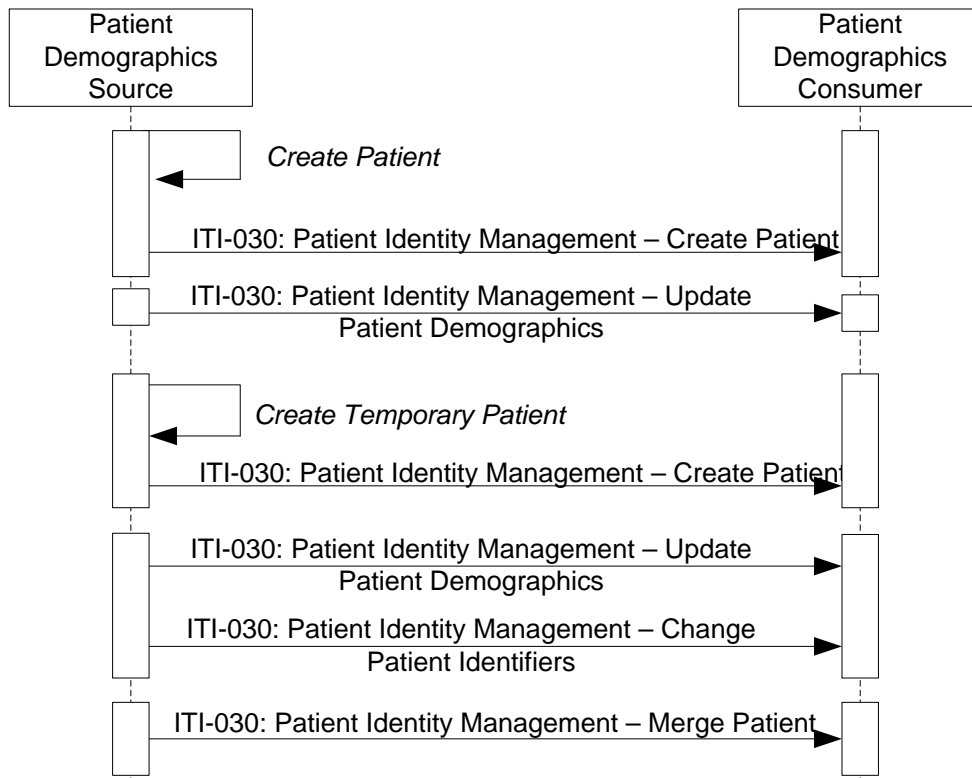 Patient
Demographics
Source
Patient
Demographics
Consumer
Create Patient
ITI-030: Patient Identity Management – Create Patient
ITI-030: Patient Identity Management – Update
Patient Demographics
Create Temporary Patient
ITI-030: Patient Identity Management – Create Patient
ITI-030: Patient Identity Management – Update
Patient Demographics
ITI-030: Patient Identity Management – Change
Patient Identifiers
ITI-030: Patient Identity Management – Merge Patient